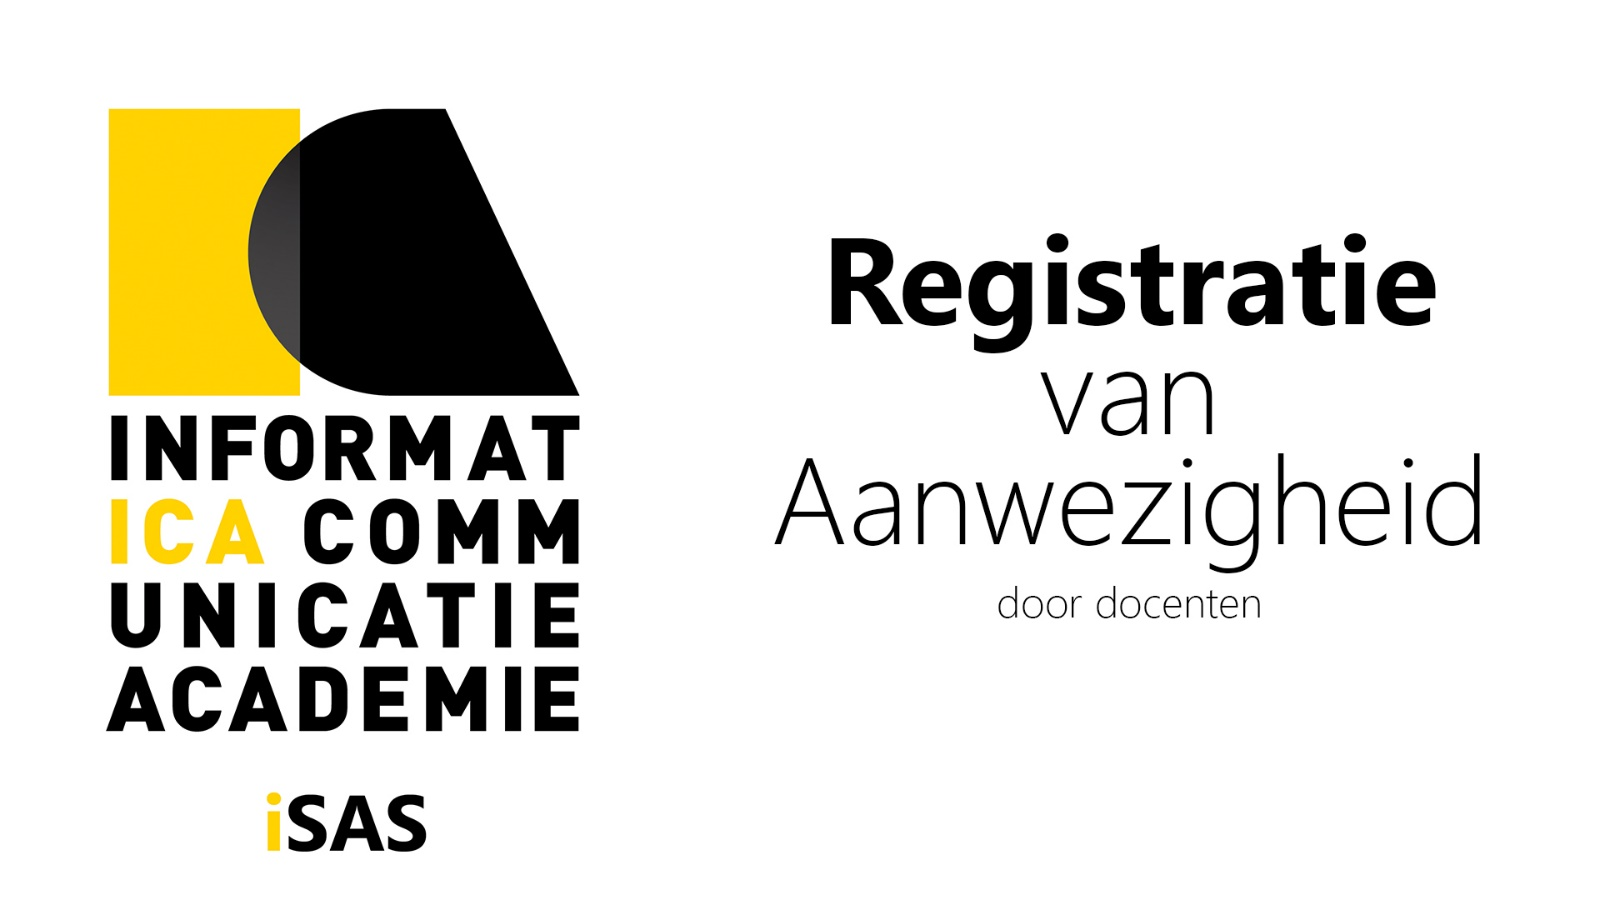 INFORMAT
ICA COMM
UNICATIE
ACADEMIE
iSAS
Registratie
van
Aanwezigheid
door docenten